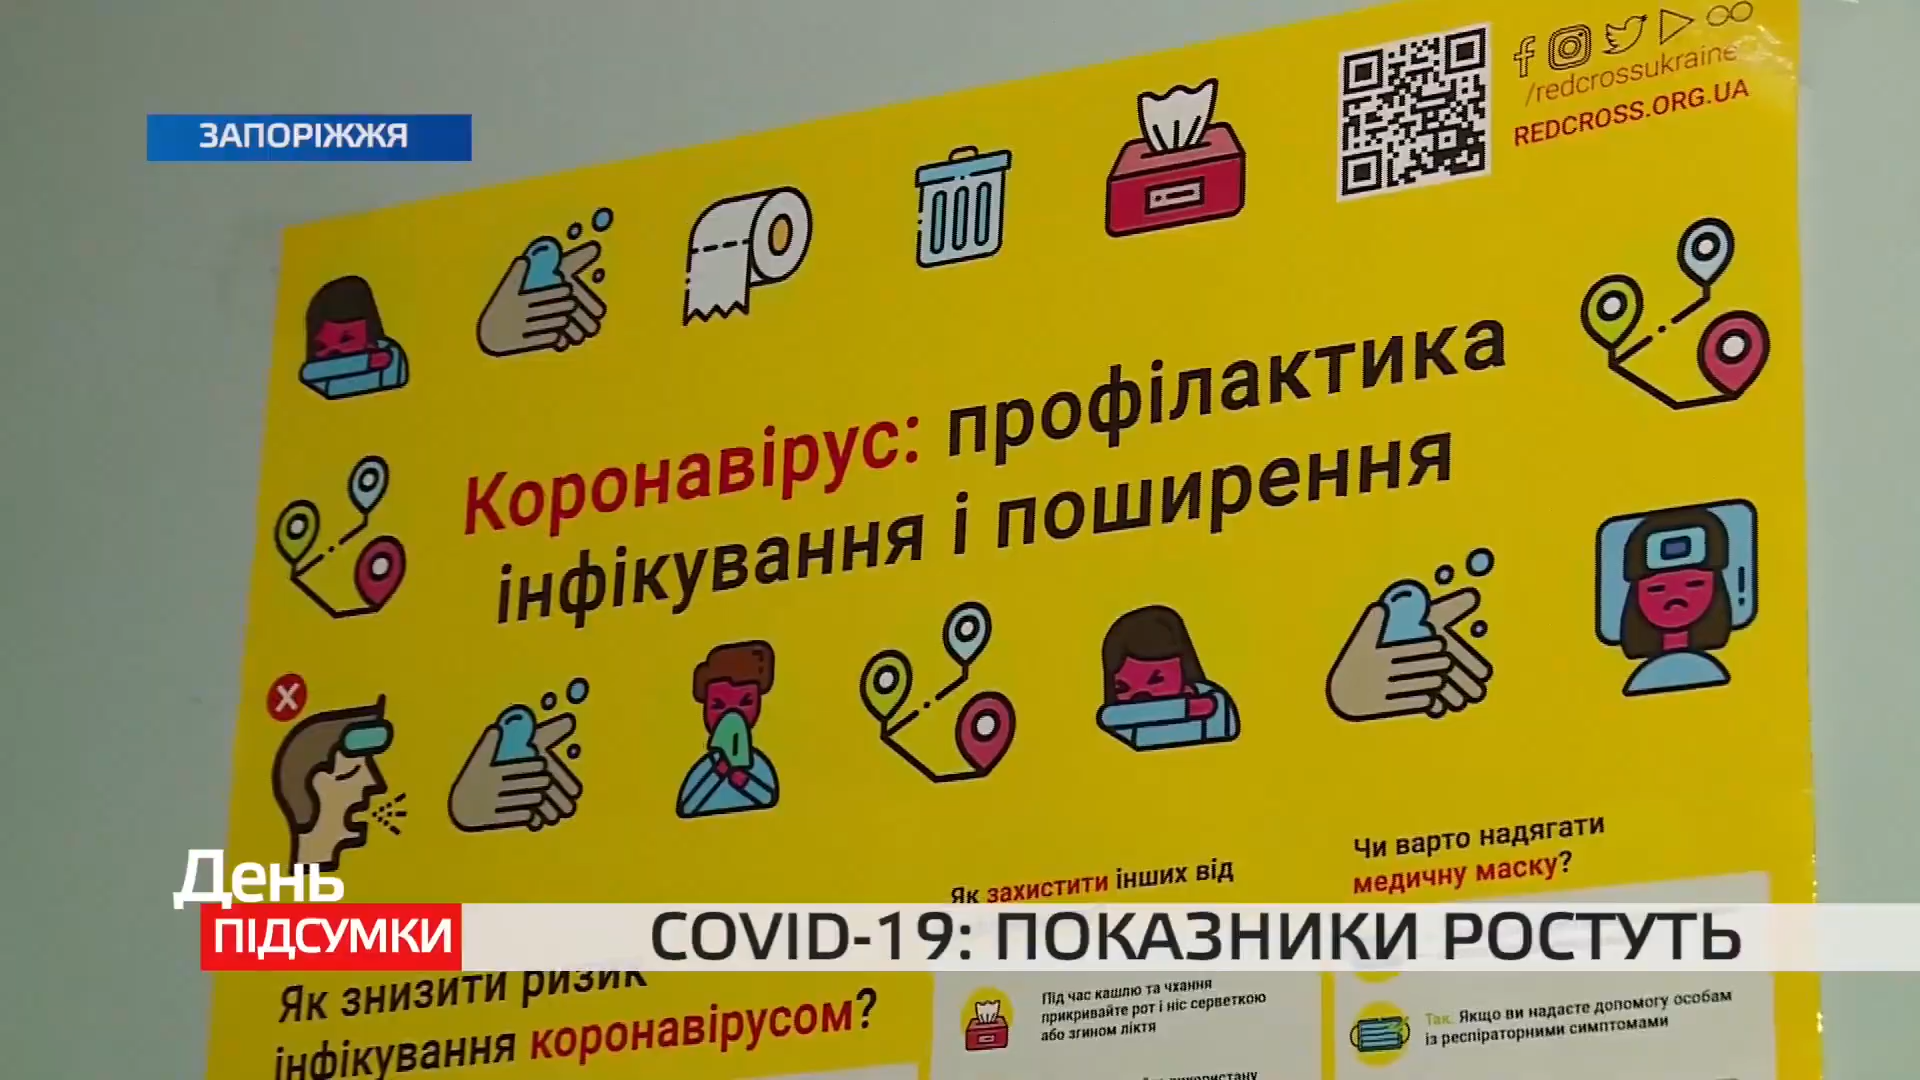 /redcrossukraine
REDCROSS.ORG.UA
ЗАПОРІЖЖЯ
Коронавірус: профілактика
інфікування і поширення
Чи варто надягати
медичну маску?
Як захистити інших від
День
ПІДСУМКИ
COVID-19: ПОКАЗНИКИ РОСТУТЬ
Як знизити ризик
інфікування коронавірусом?
Під час кашлю та чхання
прикривайте рот і ніс серветкою
або згином ліктя
Так. Якщо ви надаєте допомогу особам
із респіраторними симптомами